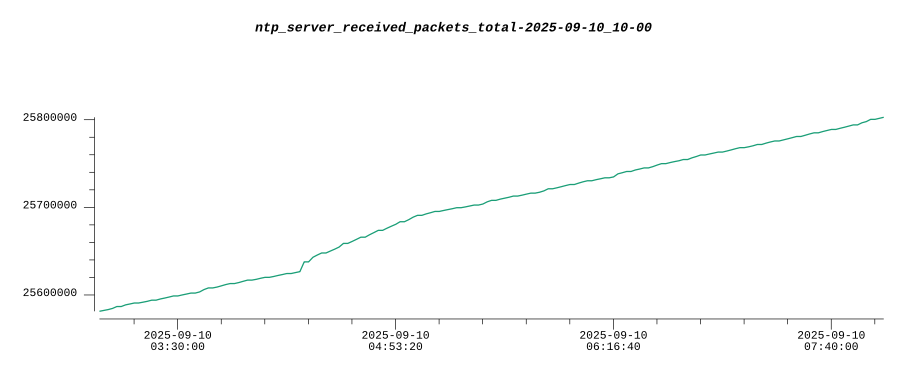 ntp_server_received_packets_total-2025-09-10_10-00
25800000
25700000
25600000
2025-09-10 2025-09-10 2025-09-10 2025-09-10
03:30:00 04:53:20 06:16:40 07:40:00